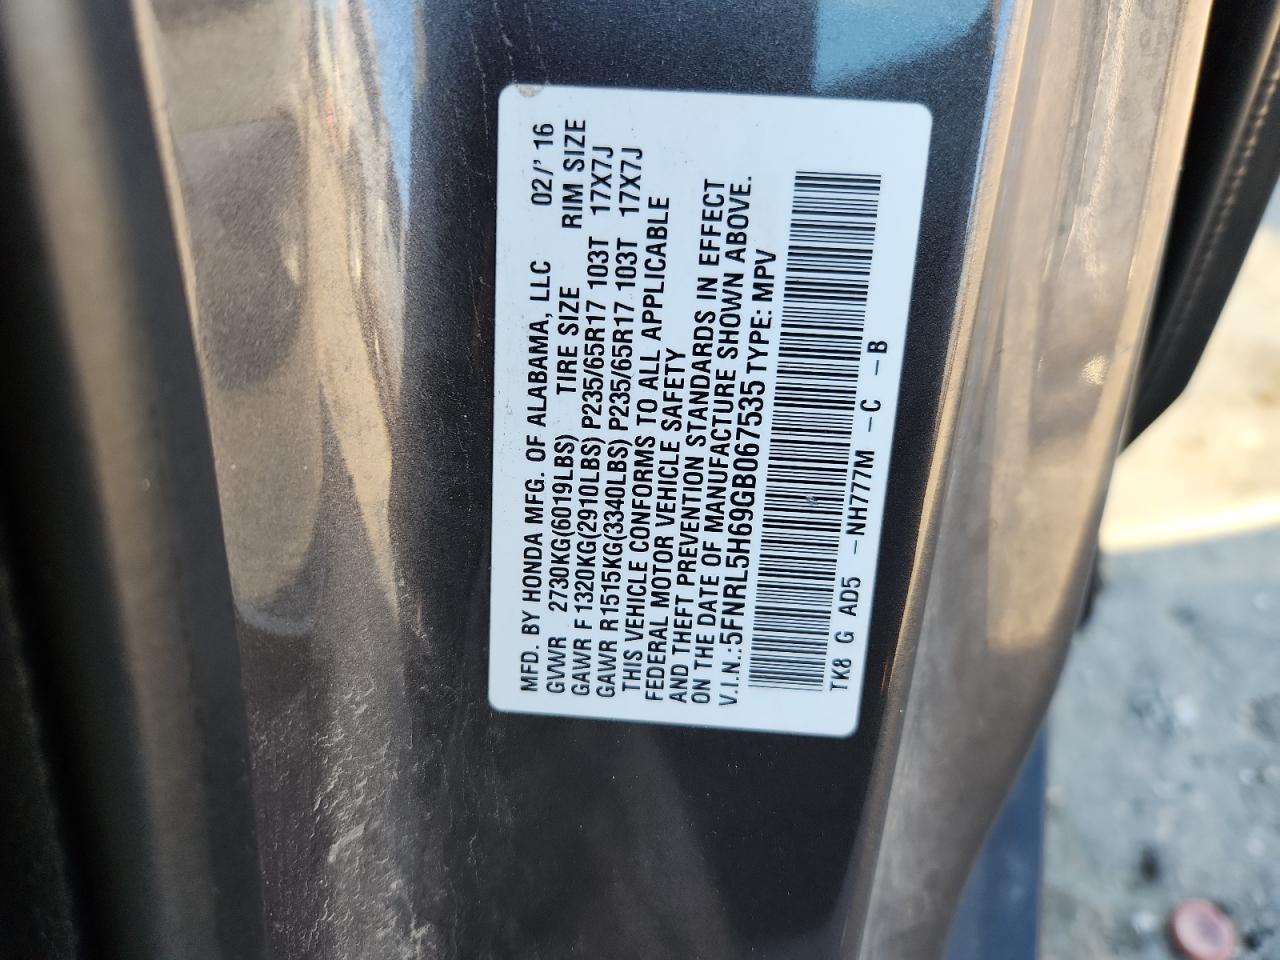 MFD. BY HONDA MFG. OF ALABAMA, LLC 02/' 16
GVWR 2730KG(6019LBS) TIRE SIZE RIM SIZE
GAWR F 1320KG(2910LBS) P235/65R17 103T 17X7J
GAWR R1515KG(3340LBS) P235/65R17 103T 17X7J
THIS VEHICLE CONFORMS TO ALL APPLICABLE
FEDERAL MOTOR VEHICLE SAFETY
AND THEFT PREVENTION STANDARDS IN EFFECT
ON THE DATE OF MANUFACTURE SHOWN ABOVE.
V.I.N.:5FNRL5H69GB067535 TYPE: MPV
TK8 G AD5 -NH777M -C -B